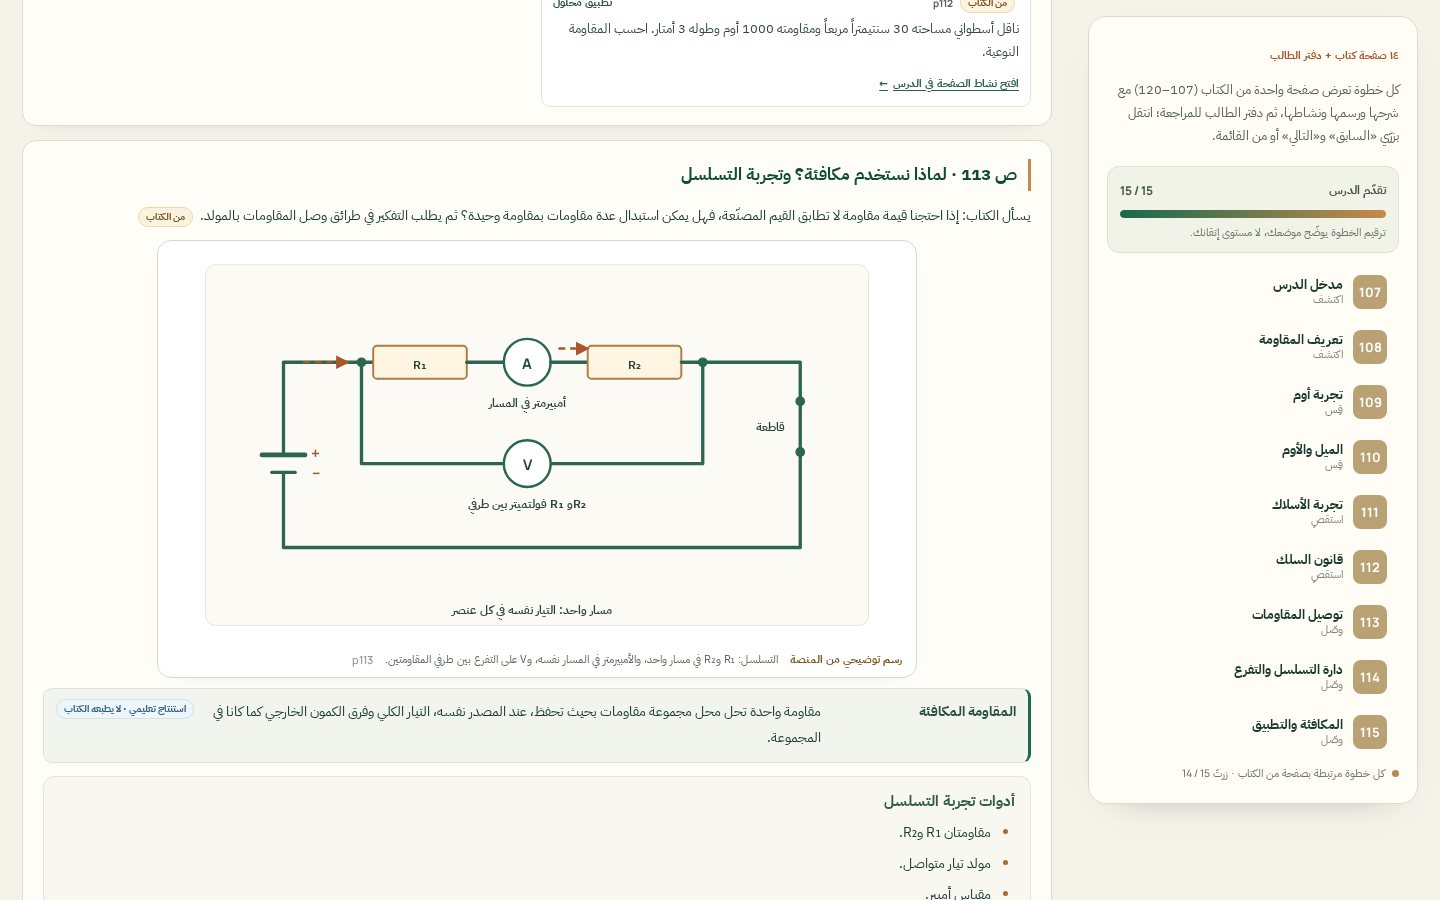 ١٤ صفحة كتاب + دفتر الطالب
كل خطوة تعرض صفحة واحدة من الكتاب (107–120) مع
شرحها ورسمها ونشاطها، ثم دفتر الطالب للمراجعة؛ انتقل
بزرّي «السابق» و«التالي» أو من القائمة.
تقدّم الدرس
15 / 15
ترقيم الخطوة يوضّح موضعك، لا مستوى إتقانك.
107
مدخل الدرس
اكتشف
108
تعريف المقاومة
اكتشف
109
تجربة أوم
قِس
110
الميل والأوم
قِس
111
تجربة الأسلاك
استقصِ
112
قانون السلك
استقصِ
113
توصيل المقاومات
وصّل
114
دارة التسلسل والتفرع
وصّل
115
المكافئة والتطبيق
وصّل
كل خطوة مرتبطة بصفحة من الكتاب · زرتَ 15 / 14
من الكتاب
p112
تطبيق محلول
ناقل أسطواني مساحته 30 سنتيمتراً مربعاً ومقاومته 1000 أوم وطوله 3 أمتار. احسب المقاومة
النوعية.
افتح نشاط الصفحة في الدرس ←
ص 113 · لماذا نستخدم مكافئة؟ وتجربة التسلسل
يسأل الكتاب: إذا احتجنا قيمة مقاومة لا تطابق القيم المصنّعة، فهل يمكن استبدال عدة مقاومات بمقاومة وحيدة؟ ثم يطلب التفكير في طرائق وصل المقاومات بالمولد. من الكتاب
R₁
A
R₂
أمبيرمتر في المسار
قاطعة
+
−
V
فولتميتر بين طرفي R₁ وR₂
مسار واحد: التيار نفسه في كل عنصر
رسم توضيحي من المنصة
التسلسل: R₁ وR₂ في مسار واحد، والأمبيرمتر في المسار نفسه، وV على التفرع بين طرفي المقاومتين.
p113
المقاومة المكافئة
مقاومة واحدة تحل محل مجموعة مقاومات بحيث تحفظ، عند المصدر نفسه، التيار الكلي وفرق الكمون الخارجي كما كانا في
المجموعة.
استنتاج تعليمي · لا يطبعه الكتاب
أدوات تجربة التسلسل
مقاومتان R₁ وR₂.
مولد تيار متواصل.
مقياس أمبير.